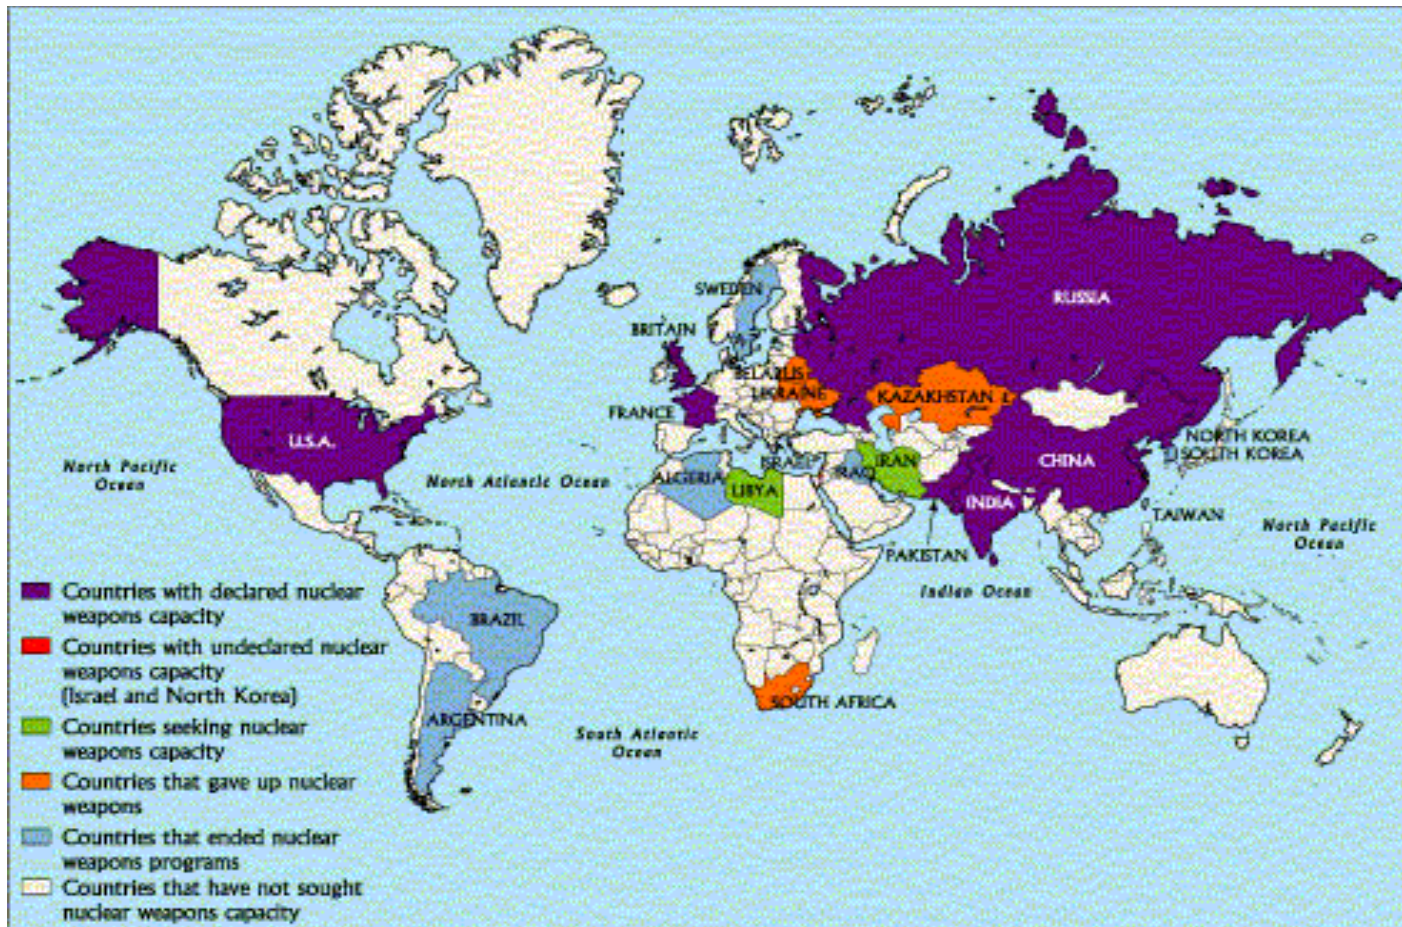 SWEDEN
RUSSIA
BRITAIN
BELARUS
UKRAINE
KAZAKHSTAN
FRANCE
U.S.A.
NORTH KOREA
SOUTH KOREA
CHINA
ISRAEL
IRAQ
IRAN
ALGERIA
LIBYA
North Pacific
Ocean
North Atlantic Ocean
INDIA
TAIWAN
North Pacific
Ocean
PAKISTAN
Indian Ocean
BRAZIL
SOUTH AFRICA
ARGENTINA
South Atlantic
Ocean
Countries with declared nuclear
weapons capacity
Countries with undeclared nuclear
weapons capacity
(Israel and North Korea)
Countries seeking nuclear
weapons capacity
Countries that gave up nuclear
weapons
Countries that ended nuclear
weapons programs
Countries that have not sought
nuclear weapons capacity